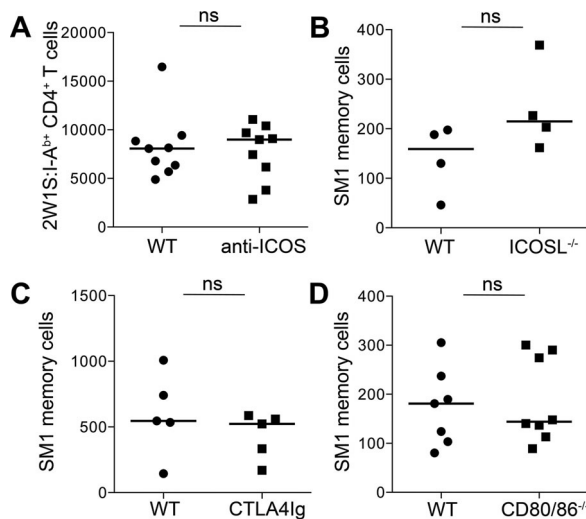 A
ns
2W1S:I-Aᵇ⁺ CD4⁺ T cells
20000
15000
10000
5000
0
WT
anti-ICOS
B
ns
SM1 memory cells
400
300
200
100
0
WT
ICOSL⁻/⁻
C
ns
SM1 memory cells
1500
1000
500
0
WT
CTLA4Ig
D
ns
SM1 memory cells
400
300
200
100
0
WT
CD80/86⁻/⁻